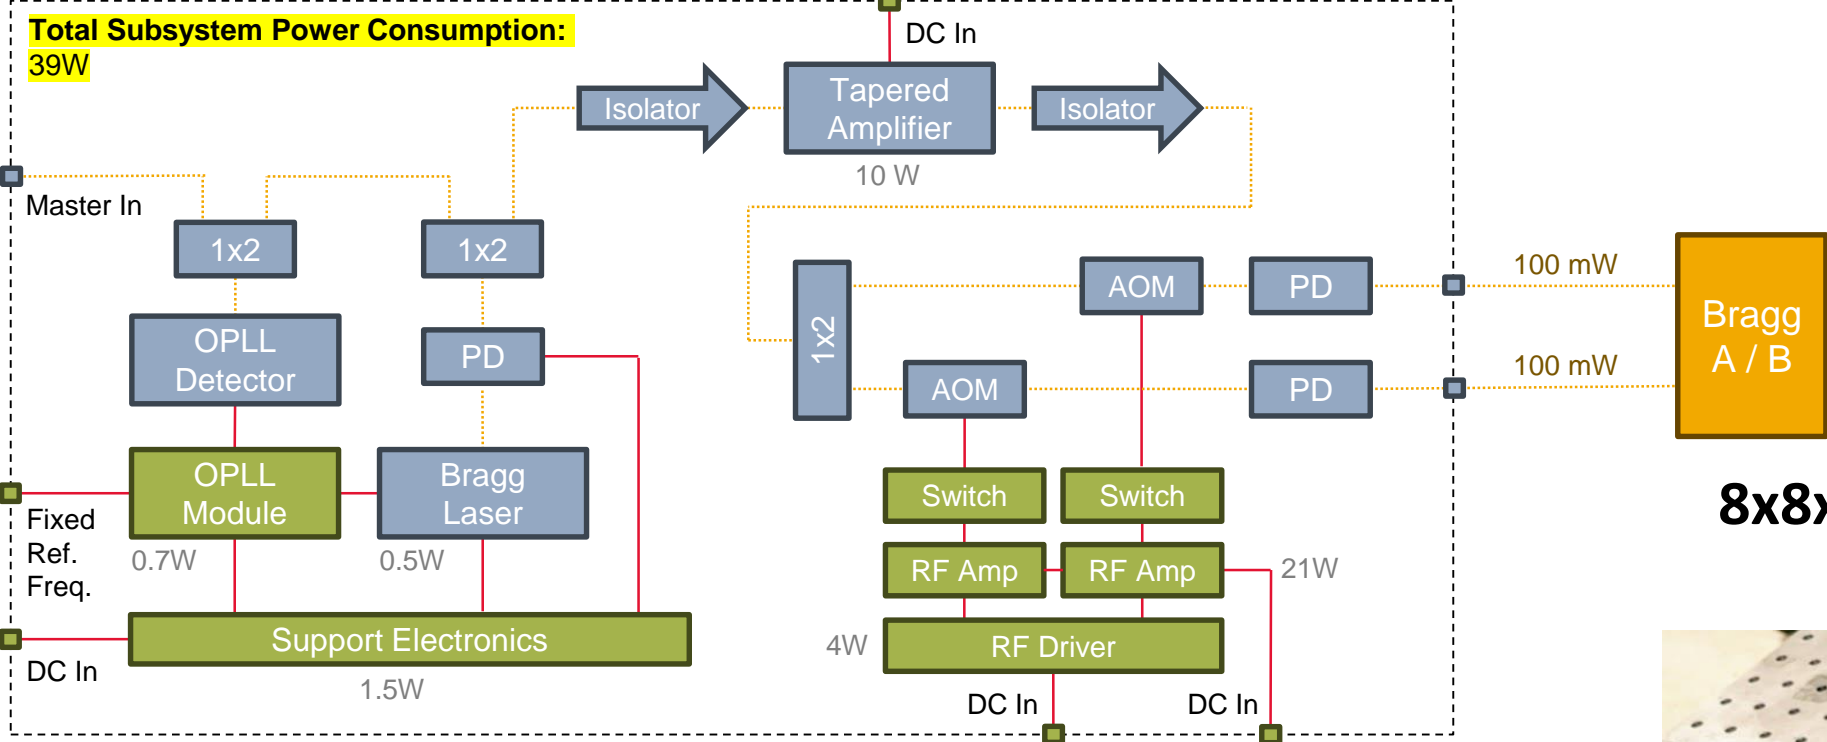 Total Subsystem Power Consumption:
39W
DC In
Isolator
Tapered
Amplifier
Isolator
10 W
Master In
1x2
1x2
OPLL
Detector
PD
1x2
AOM
PD
100 mW
AOM
PD
100 mW
Bragg
A / B
OPLL
Module
Bragg
Laser
Fixed
Ref.
Freq.
0.7W
0.5W
Switch
Switch
RF Amp
RF Amp
21W
8x8x
Support Electronics
4W
RF Driver
DC In
1.5W
DC In
DC In